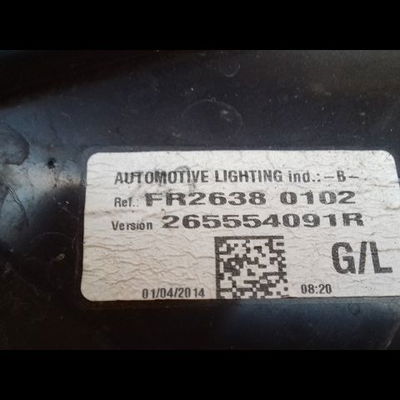 AUTOMOTIVE LIGHTING ind.:-B-
Ref.: FR2638 0102
Version 265554091R
G/L
01/04/2014 08:20